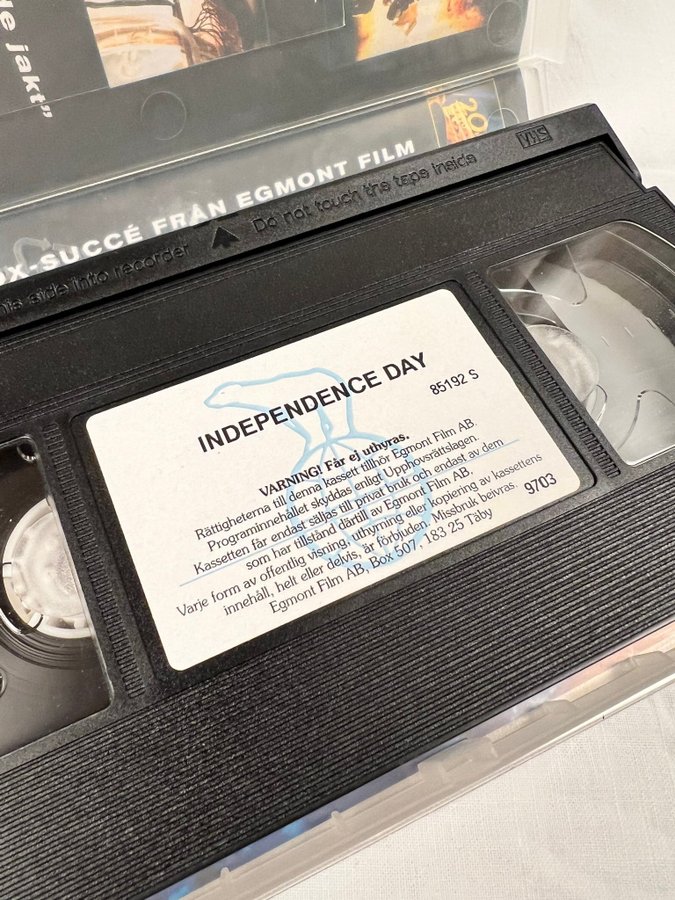 jakt"
OX-SUCCÉ FRÅN EGMONT FILM
20
side into recorder
Do not touch the tape inside
VHS
INDEPENDENCE DAY
85192 S
VARNING! Får ej uthyras.
Rättigheterna till denna kassett tillhör Egmont Film AB.
Programinnehållet skyddas enligt Upphovsrättslagen.
Kassetten får endast säljas till privat bruk och endast av dem
som har tillstånd därtill av Egmont Film AB.
Varje form av offentlig visning, uthyrning eller kopiering av kassettens
innehåll, helt eller delvis, är förbjuden. Missbruk beivras.
Egmont Film AB, Box 507, 183 25 Täby
9703